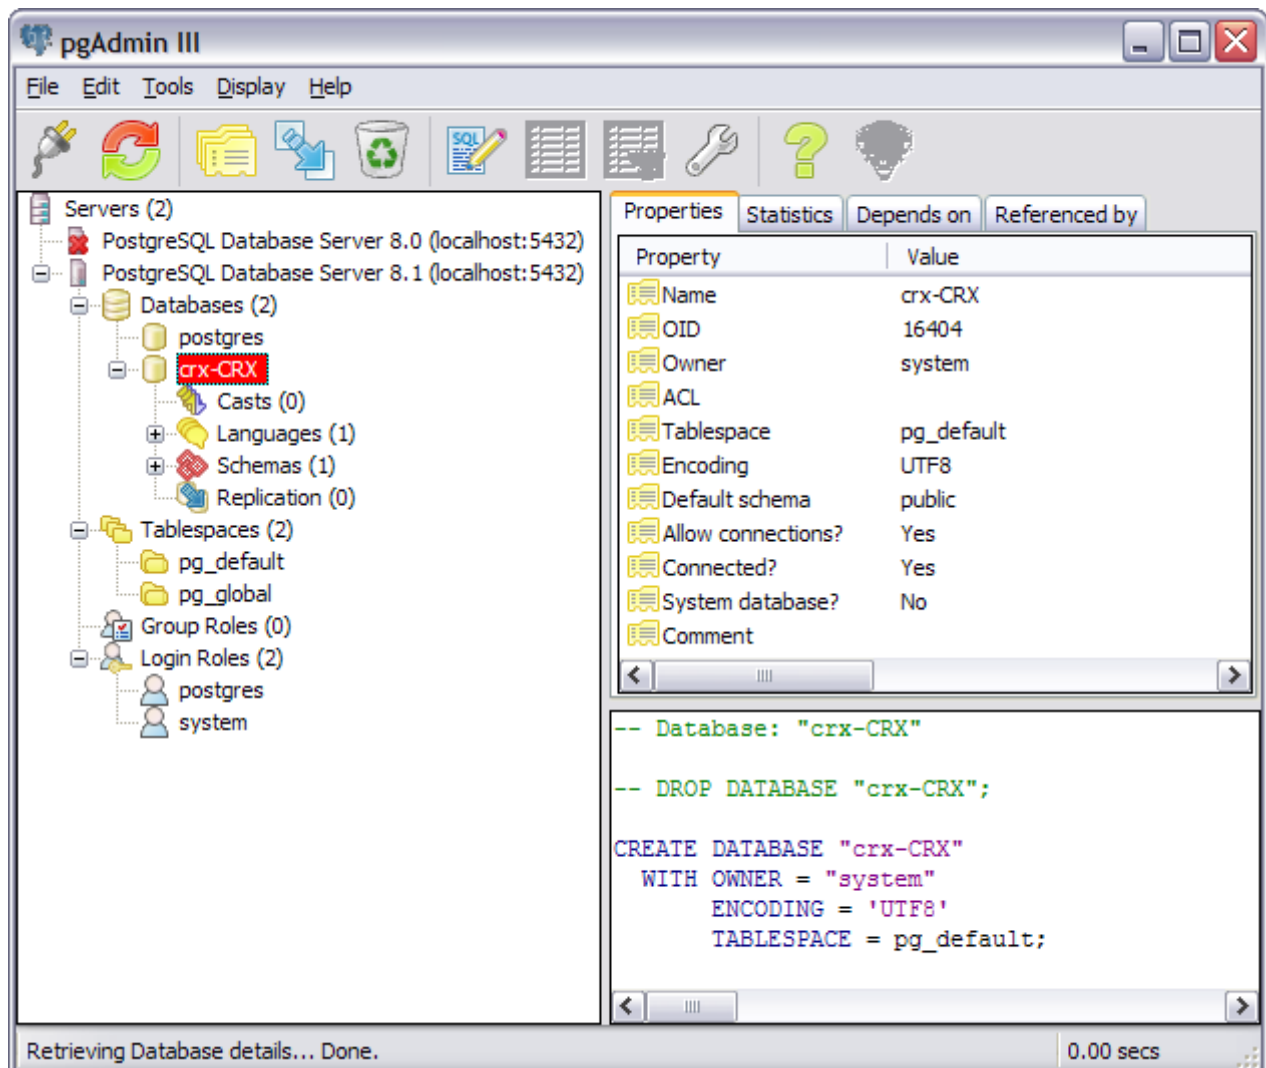 pgAdmin III
File Edit Tools Display Help
SQL
Servers (2)
PostgreSQL Database Server 8.0 (localhost:5432)
PostgreSQL Database Server 8.1 (localhost:5432)
Databases (2)
postgres
crx-CRX
Casts (0)
Languages (1)
Schemas (1)
Replication (0)
Tablespaces (2)
pg_default
pg_global
Group Roles (0)
Login Roles (2)
postgres
system
Properties Statistics Depends on Referenced by
Property Value
Name crx-CRX
OID 16404
Owner system
ACL
Tablespace pg_default
Encoding UTF8
Default schema public
Allow connections? Yes
Connected? Yes
System database? No
Comment
-- Database: "crx-CRX"
-- DROP DATABASE "crx-CRX";
CREATE DATABASE "crx-CRX"
WITH OWNER = "system"
ENCODING = 'UTF8'
TABLESPACE = pg_default;
Retrieving Database details... Done. 0.00 secs